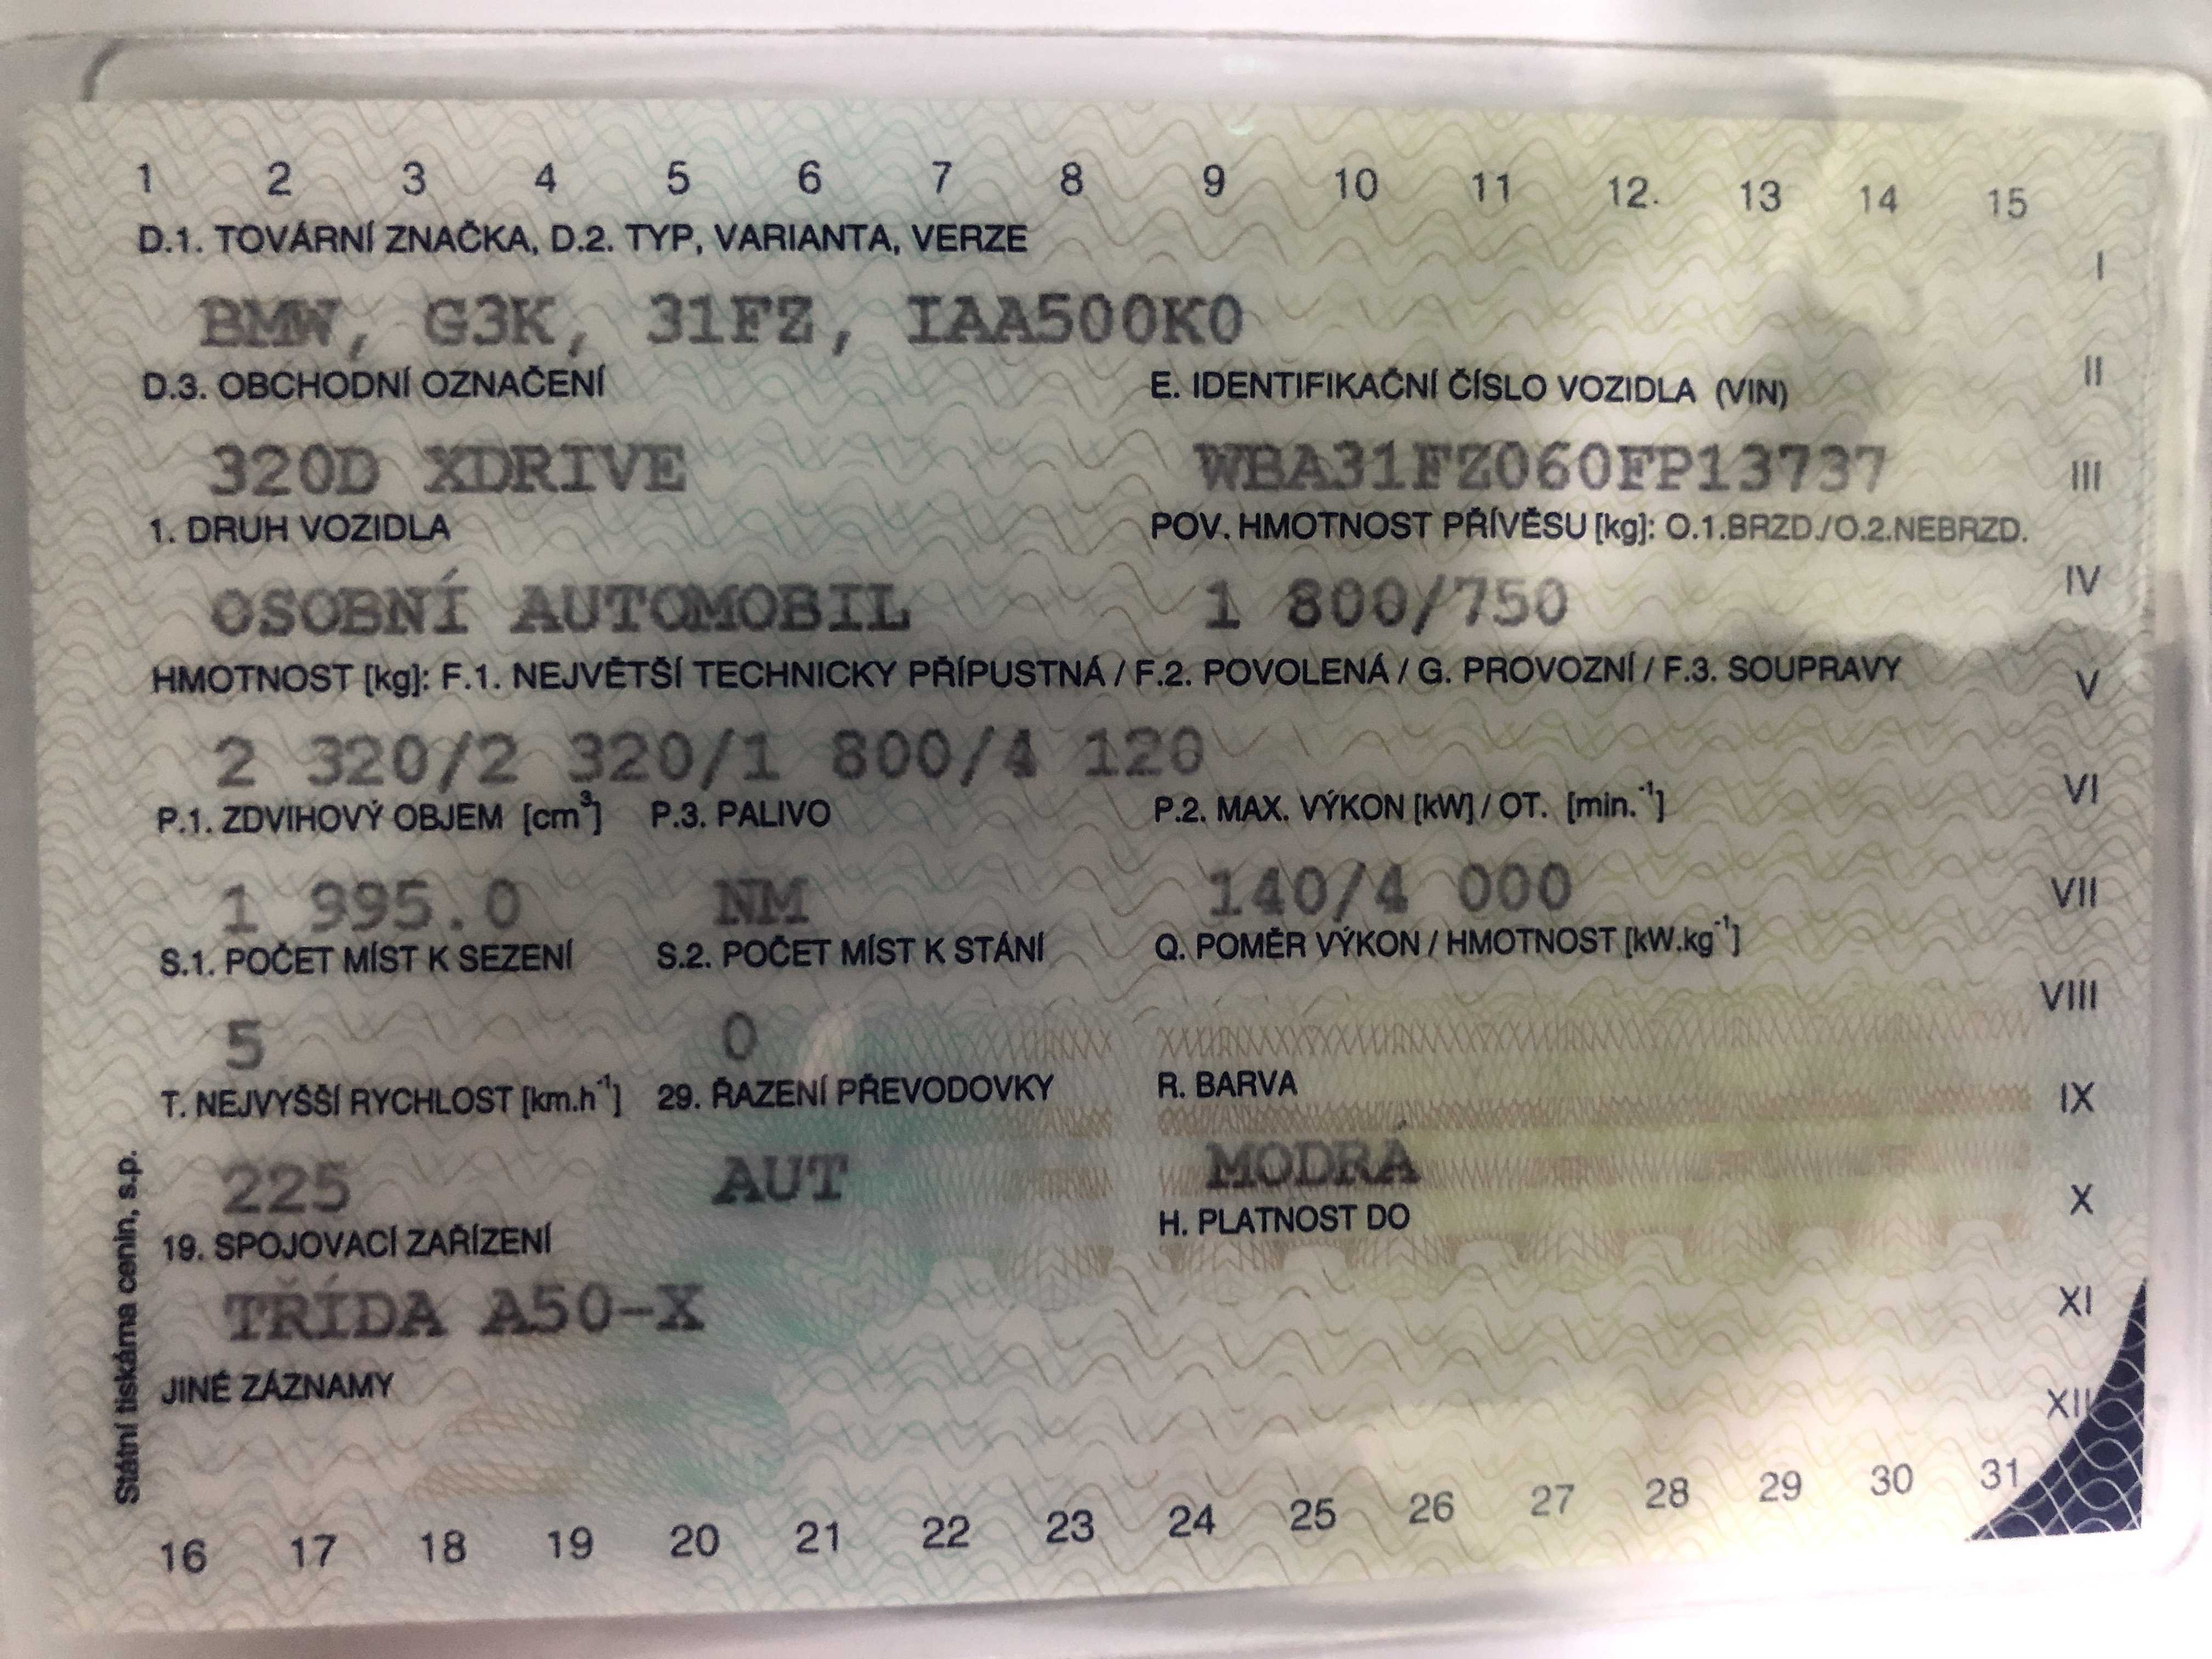 1 2 3 4 5 6 7 8 9 10 11 12. 13 14 15
D.1. TOVÁRNÍ ZNAČKA, D.2. TYP, VARIANTA, VERZE
I
BMW, G3K, 31FZ, IAA500K0
D.3. OBCHODNÍ OZNAČENÍ E. IDENTIFIKAČNÍ ČÍSLO VOZIDLA (VIN)
II
320D XDRIVE WBA31FZ060FP13737
III
1. DRUH VOZIDLA POV. HMOTNOST PŘÍVĚSU [kg]: O.1.BRZD./O.2.NEBRZD.
IV
OSOBNÍ AUTOMOBIL 1 800/750
HMOTNOST [kg]: F.1. NEJVĚTŠÍ TECHNICKY PŘÍPUSTNÁ / F.2. POVOLENÁ / G. PROVOZNÍ / F.3. SOUPRAVY
V
2 320/2 320/1 800/4 120
VI
P.1. ZDVIHOVÝ OBJEM [cm³] P.3. PALIVO P.2. MAX. VÝKON [kW] / OT. [min.⁻¹]
1 995.0 NM 140/4 000
VII
S.1. POČET MÍST K SEZENÍ S.2. POČET MÍST K STÁNÍ Q. POMĚR VÝKON / HMOTNOST [kW.kg⁻¹]
VIII
5 0
T. NEJVYŠŠÍ RYCHLOST [km.h⁻¹] 29. ŘAZENÍ PŘEVODOVKY R. BARVA
IX
225 AUT MODRÁ
X
19. SPOJOVACÍ ZAŘÍZENÍ H. PLATNOST DO
TŘÍDA A50-X
XI
JINÉ ZÁZNAMY
XII
Státní tiskárna cenin, s.p.
16 17 18 19 20 21 22 23 24 25 26 27 28 29 30 31